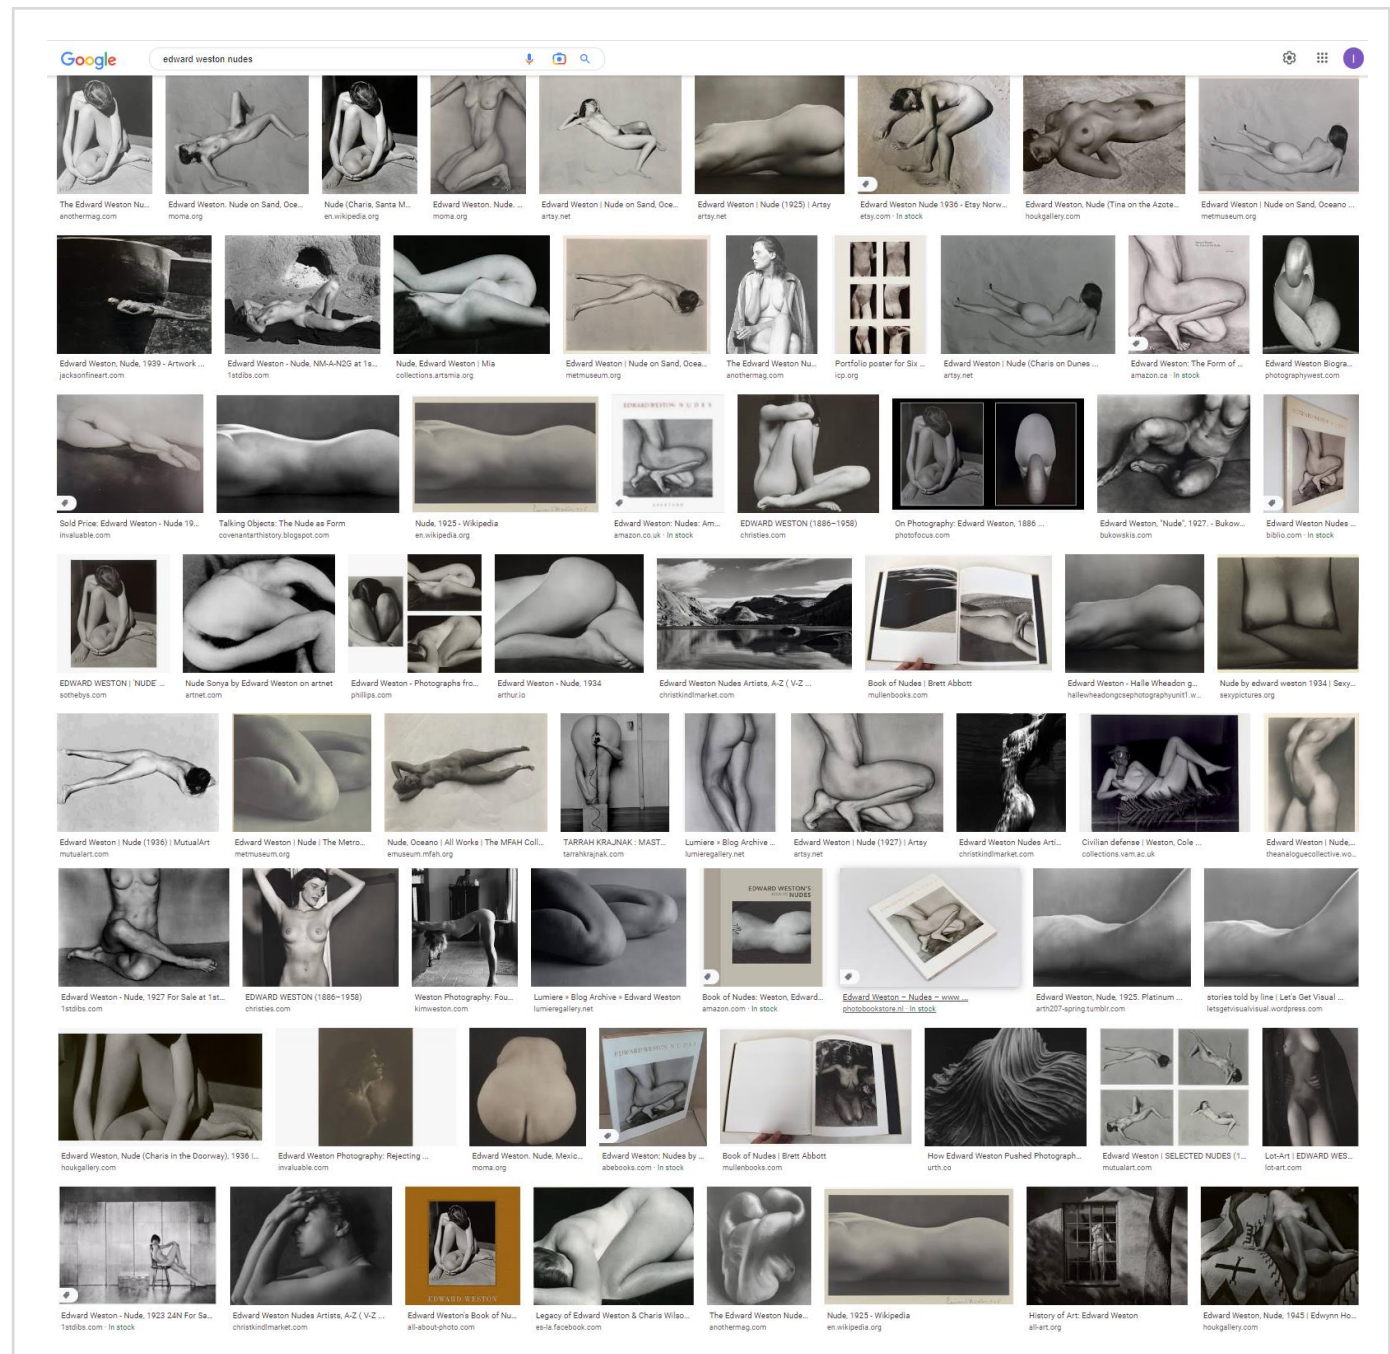 Google
edward weston nudes
I
The Edward Weston Nu...
anothermag.com
Edward Weston. Nude on Sand, Oce...
moma.org
Nude (Charis, Santa M...
en.wikipedia.org
Edward Weston. Nude. ...
moma.org
Edward Weston | Nude on Sand, Oce...
artsy.net
Edward Weston | Nude (1925) | Artsy
artsy.net
Edward Weston Nude 1936 - Etsy Norw...
etsy.com · In stock
Edward Weston, Nude (Tina on the Azote...
houkgallery.com
Edward Weston | Nude on Sand, Oceano ...
metmuseum.org
Edward Weston, Nude, 1939 - Artwork ...
jacksonfineart.com
Edward Weston - Nude, NM-A-N2G at 1s...
1stdibs.com
Nude, Edward Weston | Mia
collections.artsmia.org
Edward Weston | Nude on Sand, Ocea...
metmuseum.org
The Edward Weston Nu...
anothermag.com
Portfolio poster for Six ...
icp.org
Edward Weston | Nude (Charis on Dunes ...
artsy.net
Edward Weston: The Form of ...
amazon.ca · In stock
Edward Weston Biogra...
photographywest.com
Sold Price: Edward Weston - Nude 19...
invaluable.com
Talking Objects: The Nude as Form
covenantarthistory.blogspot.com
Nude, 1925 - Wikipedia
en.wikipedia.org
EDWARD WESTON NUDES
Edward Weston: Nudes: Am...
amazon.co.uk · In stock
EDWARD WESTON (1886–1958)
christies.com
On Photography: Edward Weston, 1886 ...
photofocus.com
Edward Weston, "Nude", 1927. - Bukow...
bukowskis.com
Edward Weston Nudes ...
biblio.com · In stock
EDWARD WESTON | 'NUDE' ...
sothebys.com
Nude Sonya by Edward Weston on artnet
artnet.com
Edward Weston - Photographs fro...
phillips.com
Edward Weston - Nude, 1934
arthur.io
Edward Weston Nudes Artists, A-Z ( V-Z ...
christkindlmarket.com
Book of Nudes | Brett Abbott
mullenbooks.com
Edward Weston - Halle Wheadon g...
hallewheadongcsephotographyunit1.w...
Nude by edward weston 1934 | Sexy...
sexypictures.org
Edward Weston | Nude (1936) | MutualArt
mutualart.com
Edward Weston | Nude | The Metro...
metmuseum.org
Nude, Oceano | All Works | The MFAH Coll...
emuseum.mfah.org
TARRAH KRAJNAK : MAST...
tarrahkrajnak.com
Lumiere » Blog Archive ...
lumieregallery.net
Edward Weston | Nude (1927) | Artsy
artsy.net
Edward Weston Nudes Arti...
christkindlmarket.com
Civilian defense | Weston, Cole ...
collections.vam.ac.uk
Edward Weston | Nude,...
theanaloguecollective.wo...
EDWARD WESTON'S
BOOK OF NUDES
Edward Weston - Nude, 1927 For Sale at 1st...
1stdibs.com
EDWARD WESTON (1886–1958)
christies.com
Weston Photography: Fou...
kimweston.com
Lumiere » Blog Archive » Edward Weston
lumieregallery.net
Book of Nudes: Weston, Edward...
amazon.com · In stock
Edward Weston – Nudes – www ...
photobookstore.nl · In stock
Edward Weston, Nude, 1925. Platinum ...
arth207-spring.tumblr.com
stories told by line | Let's Get Visual ...
letsgetvisualvisual.wordpress.com
EDWARD WESTON NUDES
Edward Weston, Nude (Charis in the Doorway), 1936 |...
houkgallery.com
Edward Weston Photography: Rejecting ...
invaluable.com
Edward Weston. Nude, Mexic...
moma.org
Edward Weston: Nudes by ...
abebooks.com · In stock
Book of Nudes | Brett Abbott
mullenbooks.com
How Edward Weston Pushed Photograph...
urth.co
Edward Weston | SELECTED NUDES (1...
mutualart.com
Lot-Art | EDWARD WES...
lot-art.com
EDWARD WESTON
Edward Weston - Nude, 1923 24N For Sa...
1stdibs.com · In stock
Edward Weston Nudes Artists, A-Z ( V-Z ...
christkindlmarket.com
Edward Weston's Book of Nu...
all-about-photo.com
Legacy of Edward Weston & Charis Wilso...
es-la.facebook.com
The Edward Weston Nude...
anothermag.com
Nude, 1925 - Wikipedia
en.wikipedia.org
History of Art: Edward Weston
all-art.org
Edward Weston, Nude, 1945 | Edwynn Ho...
houkgallery.com